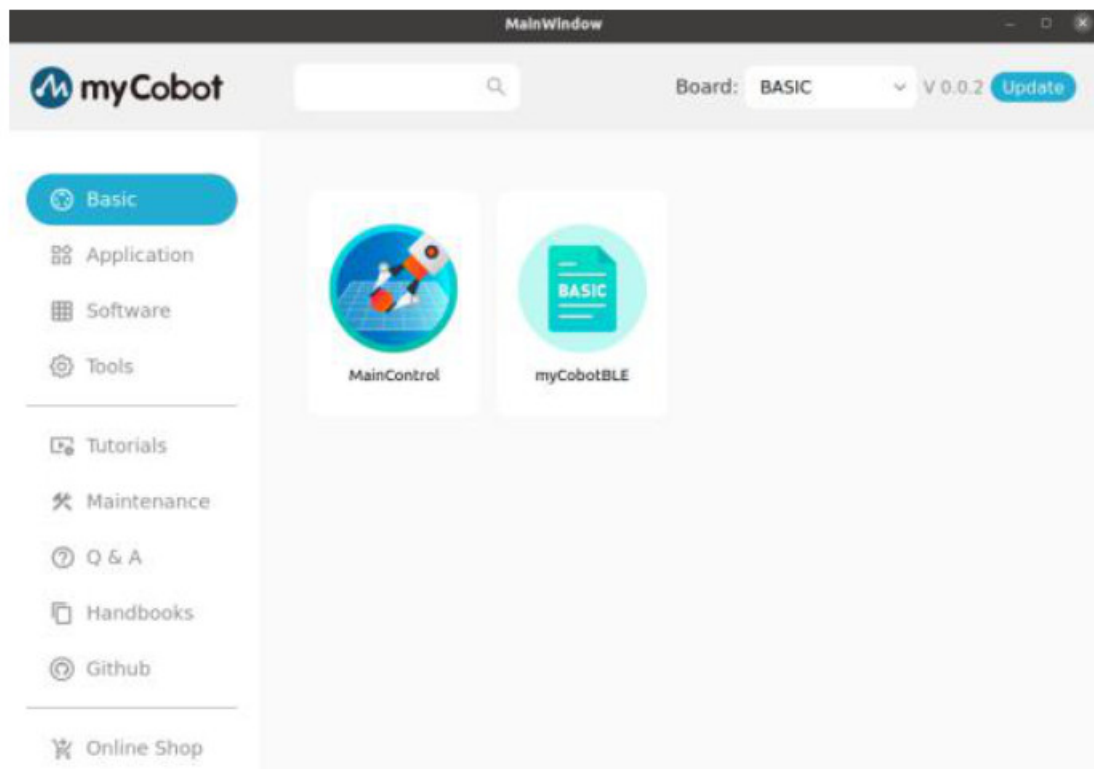 MainWindow
myCobot
Board: BASIC V 0.0.2 Update
Basic
Application
Software
Tools
Tutorials
Maintenance
Q & A
Handbooks
Github
Online Shop
BASIC
MainControl
myCobotBLE